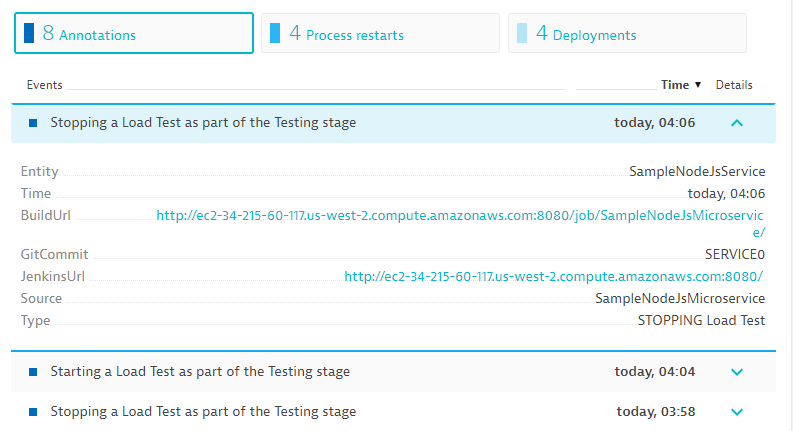 8 Annotations
4 Process restarts
4 Deployments
Events Time ▼ Details
Stopping a Load Test as part of the Testing stage today, 04:06
Entity SampleNodeJsService
Time today, 04:06
BuildUrl http://ec2-34-215-60-117.us-west-2.compute.amazonaws.com:8080/job/SampleNodeJsMicroservic
e/
GitCommit SERVICE0
JenkinsUrl http://ec2-34-215-60-117.us-west-2.compute.amazonaws.com:8080/
Source SampleNodeJsMicroservice
Type STOPPING Load Test
Starting a Load Test as part of the Testing stage today, 04:04
Stopping a Load Test as part of the Testing stage today, 03:58